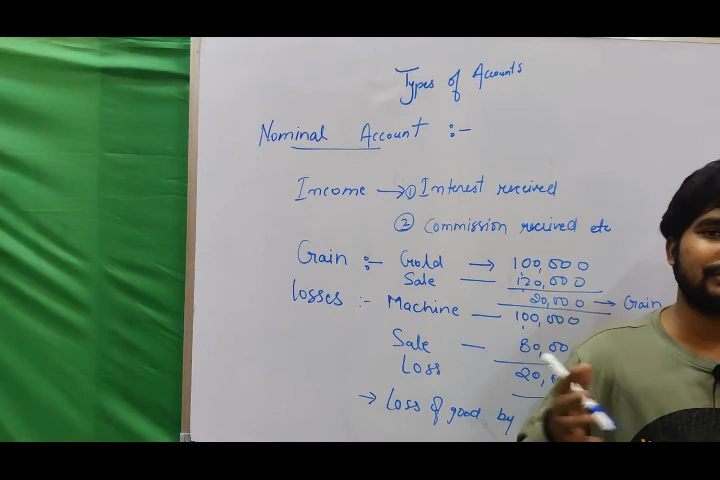 Types of Accounts
Nominal Account :-
Income → ① Interest received
② Commission received etc
Gain :- Gold → 100,000
Sale — 120,000
20,000 → Gain
Losses :- Machine — 100,000
Sale — 80,00
Loss 20,
→ Loss of good by